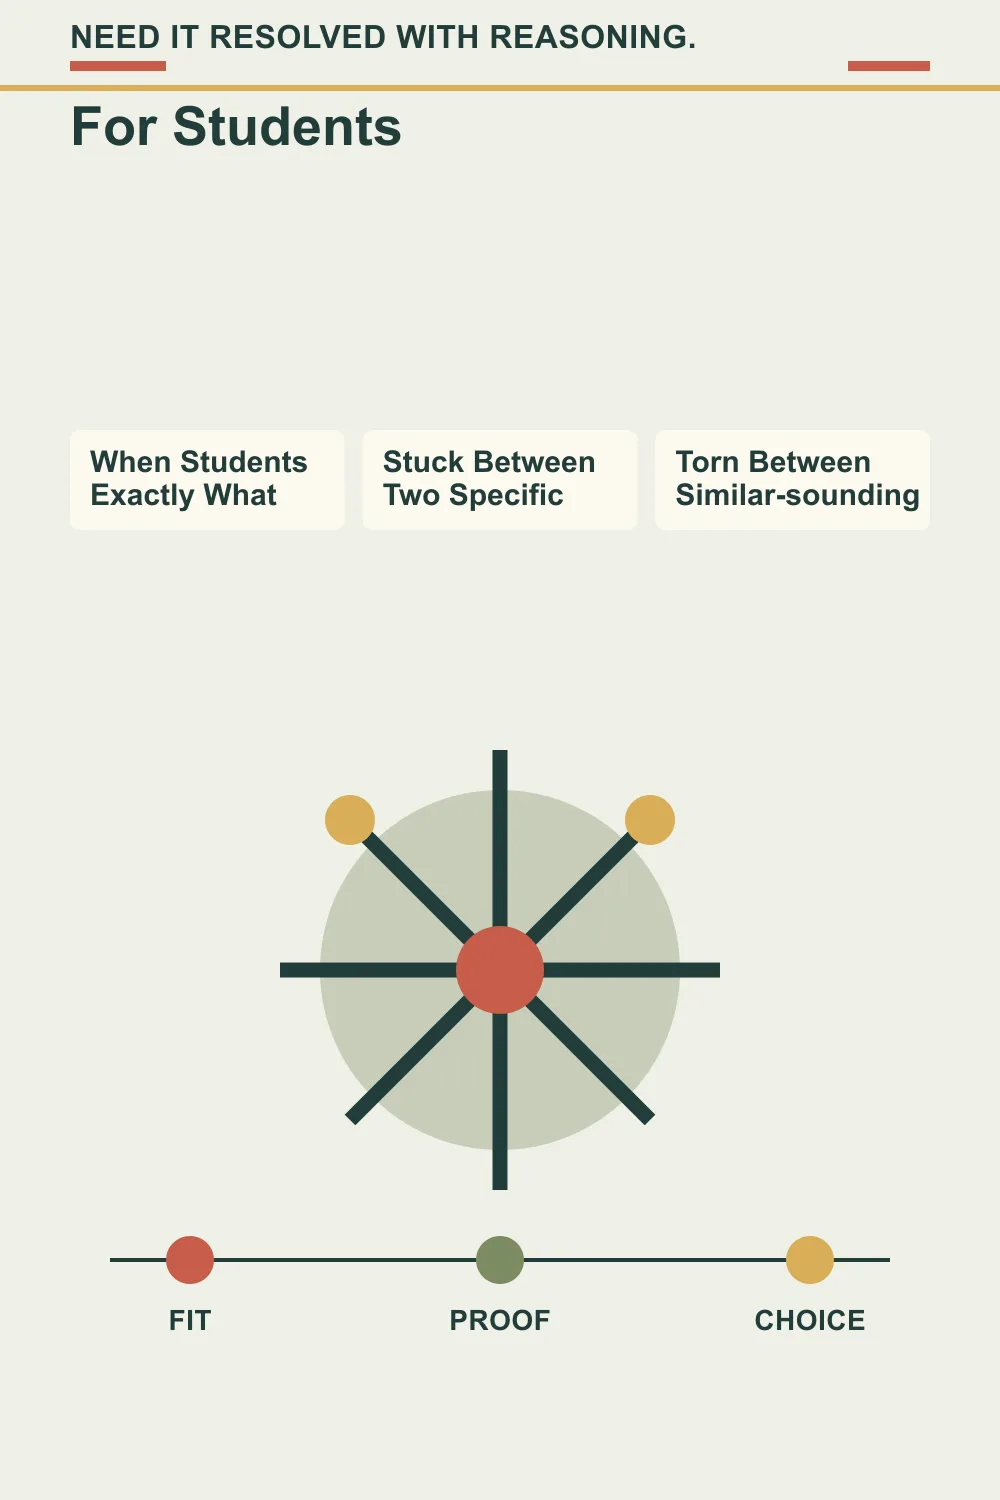 NEED IT RESOLVED WITH REASONING.
For Students
When Students
Exactly What
Stuck Between
Two Specific
Torn Between
Similar-sounding
FIT
PROOF
CHOICE